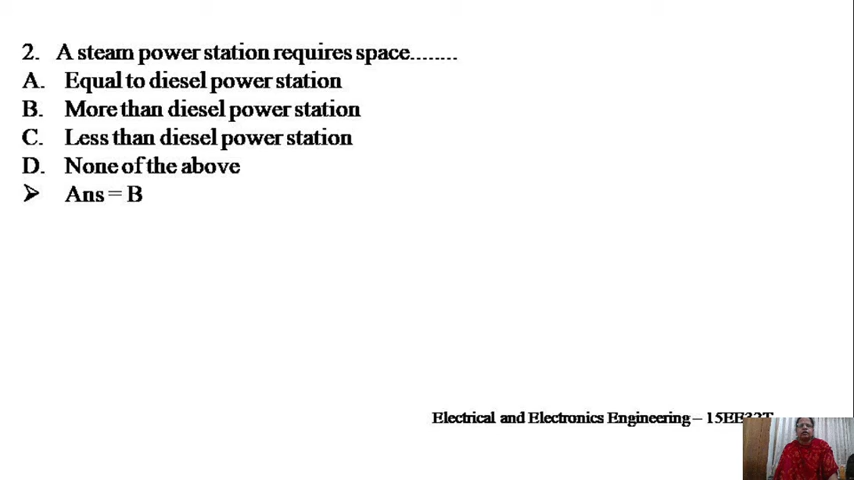 2. A steam power station requires space........
A. Equal to diesel power station
B. More than diesel power station
C. Less than diesel power station
D. None of the above
➢ Ans = B
Electrical and Electronics Engineering – 15EE32T